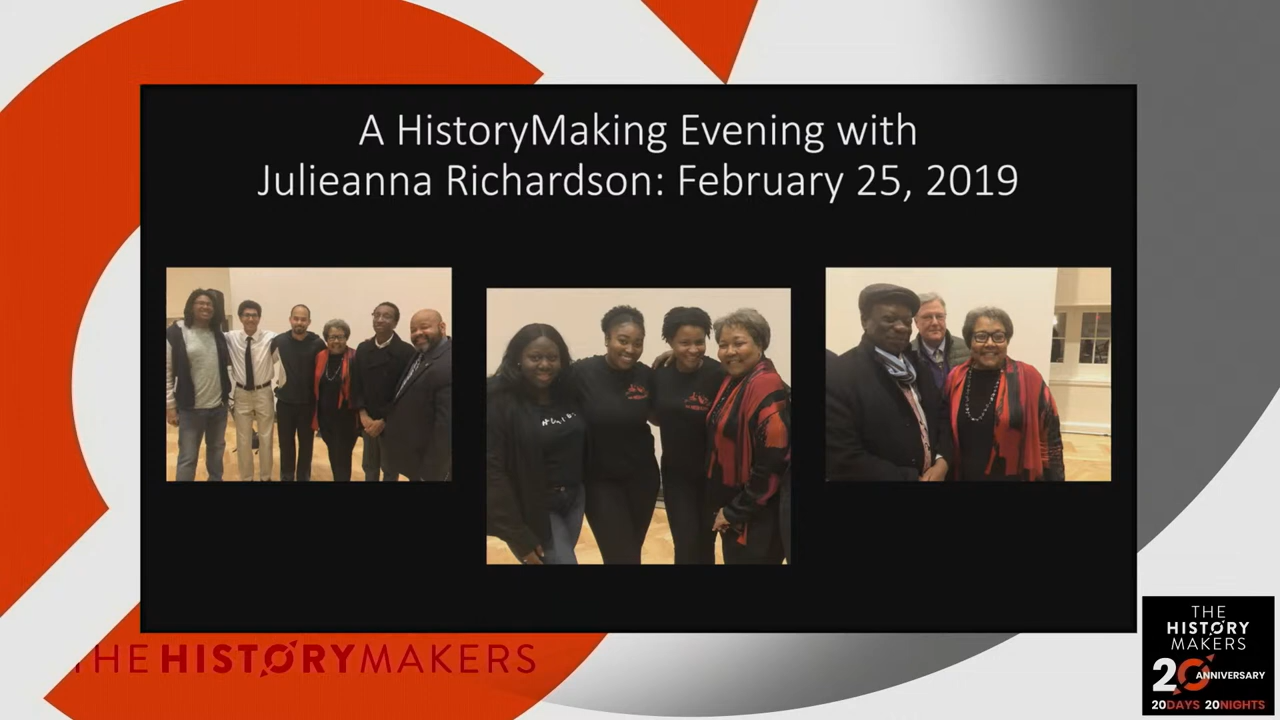 A HistoryMaking Evening with
Julieanna Richardson: February 25, 2019
THE HISTORYMAKERS
THE
HISTORY
MAKERS
20 ANNIVERSARY
20DAYS 20NIGHTS